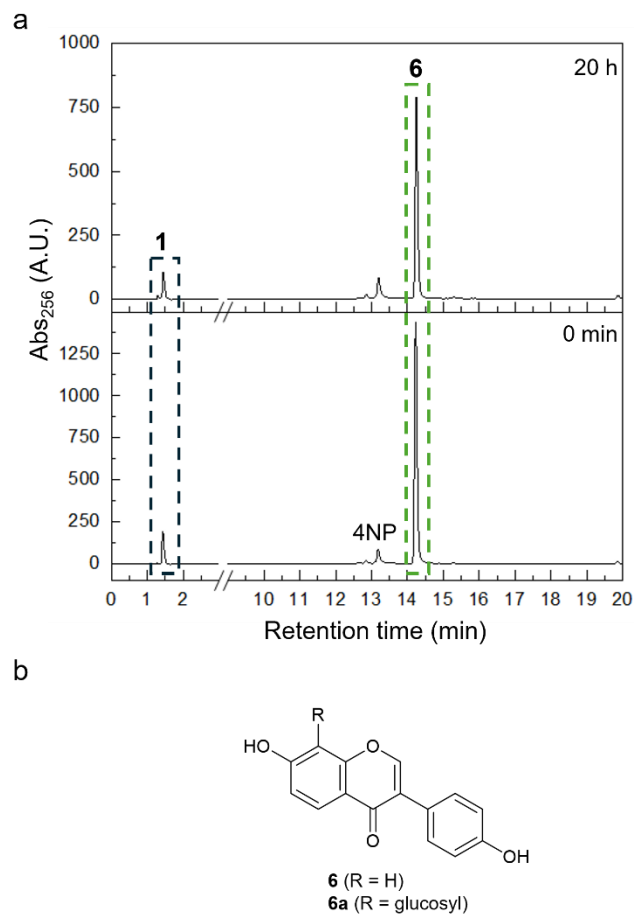 a
Abs256 (A.U.)
1000
750
500
250
0
1
6
20 h
1250
1000
750
500
250
0
0 min
4NP
0 1 2 10 11 12 13 14 15 16 17 18 19 20
Retention time (min)
b
R
HO
O
O
OH
6 (R = H)
6a (R = glucosyl)